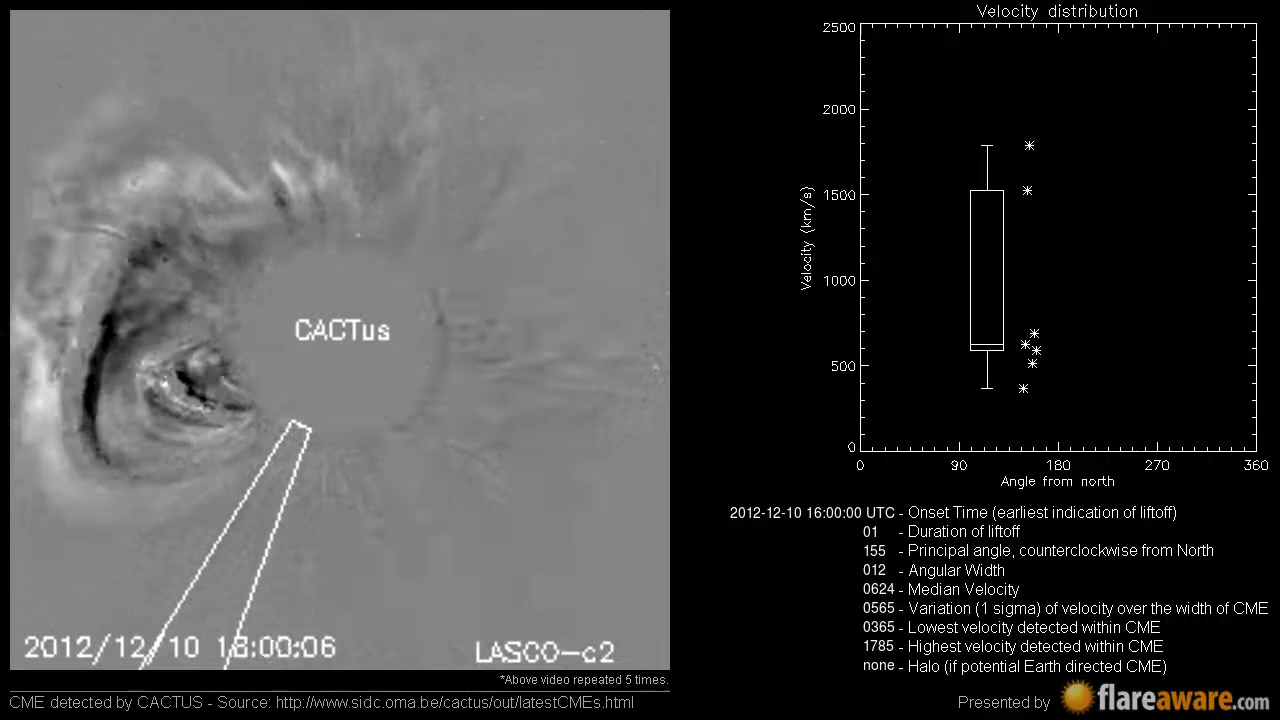 Velocity distribution
2500
2000
1500
1000
500
0
Velocity (km/s)
0 90 180 270 360
Angle from north
CACTus
2012/12/10 18:00:06
LASCO-c2
*Above video repeated 5 times.
CME detected by CACTUS - Source: http://www.sidc.oma.be/cactus/out/latestCMEs.html
2012-12-10 16:00:00 UTC - Onset Time (earliest indication of liftoff)
01 - Duration of liftoff
155 - Principal angle, counterclockwise from North
012 - Angular Width
0624 - Median Velocity
0565 - Variation (1 sigma) of velocity over the width of CME
0365 - Lowest velocity detected within CME
1785 - Highest velocity detected within CME
none - Halo (if potential Earth directed CME)
Presented by flareaware.com